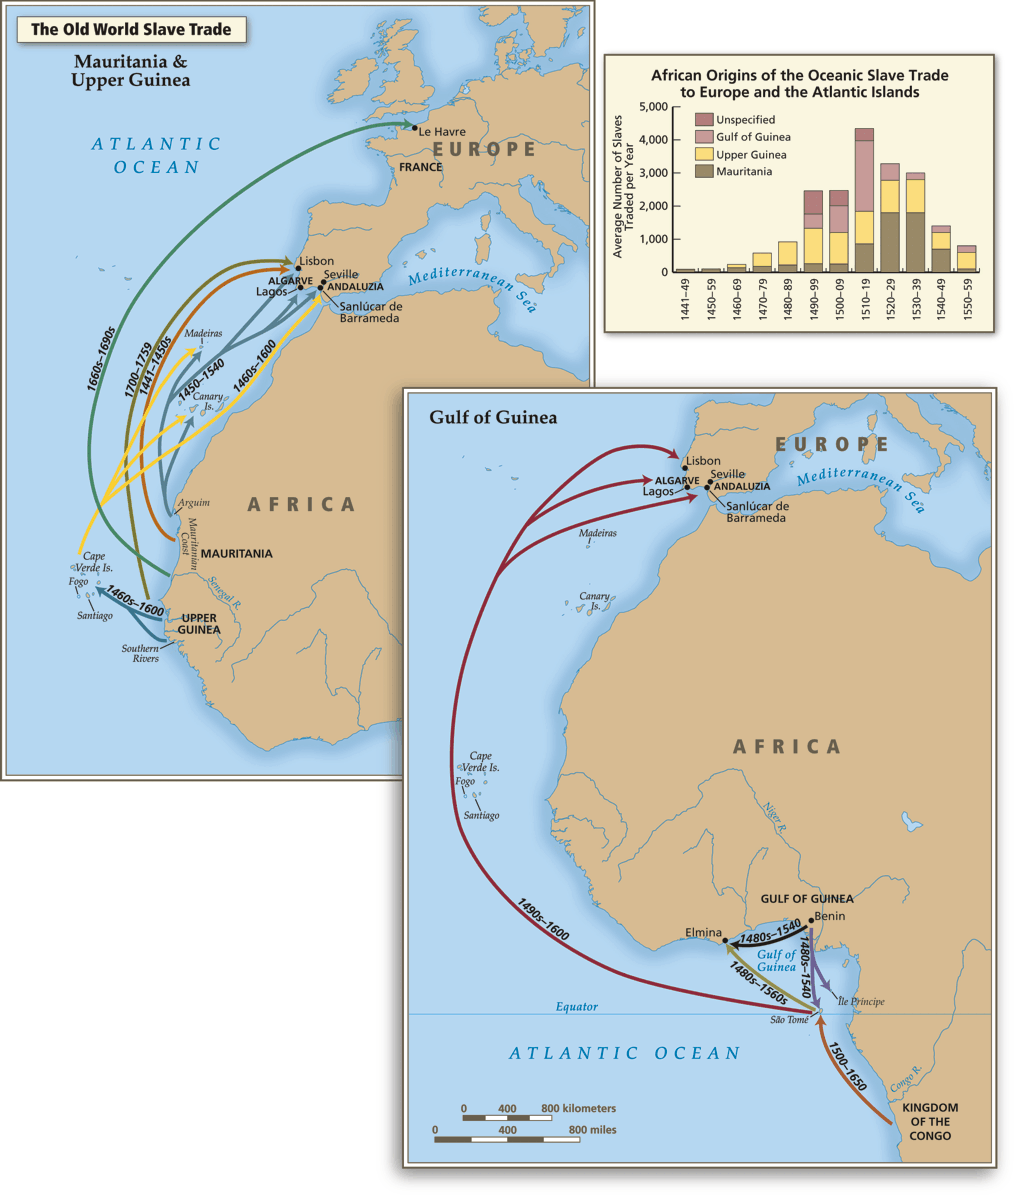 The Old World Slave Trade
Mauritania &
Upper Guinea
ATLANTIC
OCEAN
Le Havre
EUROPE
FRANCE
Lisbon
Seville
ALGARVE
ANDALUZIA
Lagos
Sanlúcar de
Barrameda
Mediterranean Sea
Madeiras
1660s–1690s
1700–1759
1441–1450s
1450–1540
1460s–1600
Canary
Is.
Arguim
AFRICA
Mauritanian
Coast
MAURITANIA
Cape
Verde Is.
Fogo
Santiago
1460s–1600
Senegal R.
UPPER
GUINEA
Southern
Rivers
African Origins of the Oceanic Slave Trade
to Europe and the Atlantic Islands
Average Number of Slaves
Traded per Year
5,000
4,000
3,000
2,000
1,000
0
Unspecified
Gulf of Guinea
Upper Guinea
Mauritania
1441–49
1450–59
1460–69
1470–79
1480–89
1490–99
1500–09
1510–19
1520–29
1530–39
1540–49
1550–59
Gulf of Guinea
EUROPE
Lisbon
Seville
ALGARVE
ANDALUZIA
Lagos
Sanlúcar de
Barrameda
Mediterranean Sea
Madeiras
Canary
Is.
AFRICA
Cape
Verde Is.
Fogo
Santiago
Niger R.
1490s–1600
GULF OF GUINEA
Benin
Elmina
1480s–1540
Gulf of
Guinea
1480s–1540
1480s–1560s
Île Príncipe
Equator
São Tomé
ATLANTIC OCEAN
1500–1650
Congo R.
KINGDOM
OF THE
CONGO
0 400 800 kilometers
0 400 800 miles